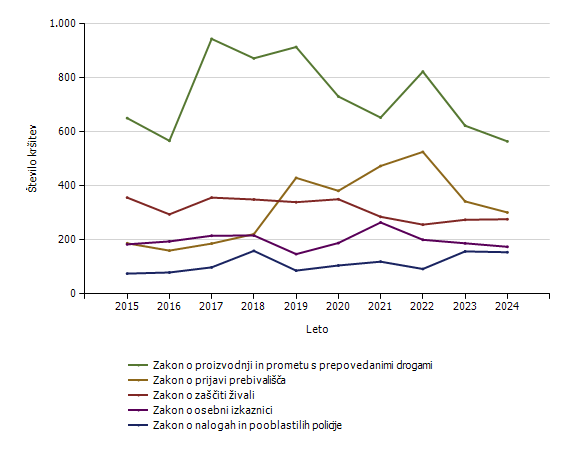 1.000
800
600
400
200
0
Število kršitev
2015 2016 2017 2018 2019 2020 2021 2022 2023 2024
Leto
Zakon o proizvodnji in prometu s prepovedanimi drogami
Zakon o prijavi prebivališča
Zakon o zaščiti živali
Zakon o osebni izkaznici
Zakon o nalogah in pooblastilih policije